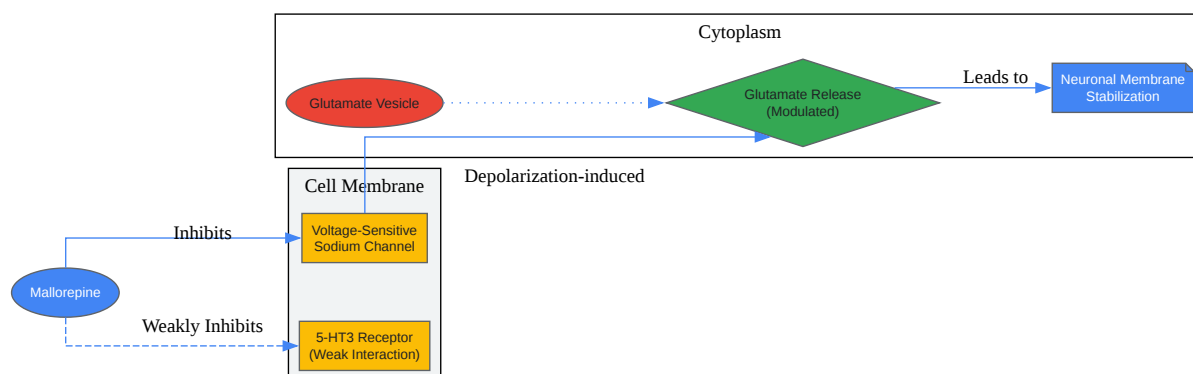 Cytoplasm
Glutamate Vesicle
Glutamate Release
(Modulated)
Leads to
Neuronal Membrane
Stabilization
Depolarization-induced
Cell Membrane
Voltage-Sensitive
Sodium Channel
Inhibits
Mallorepine
Weakly Inhibits
5-HT3 Receptor
(Weak Interaction)